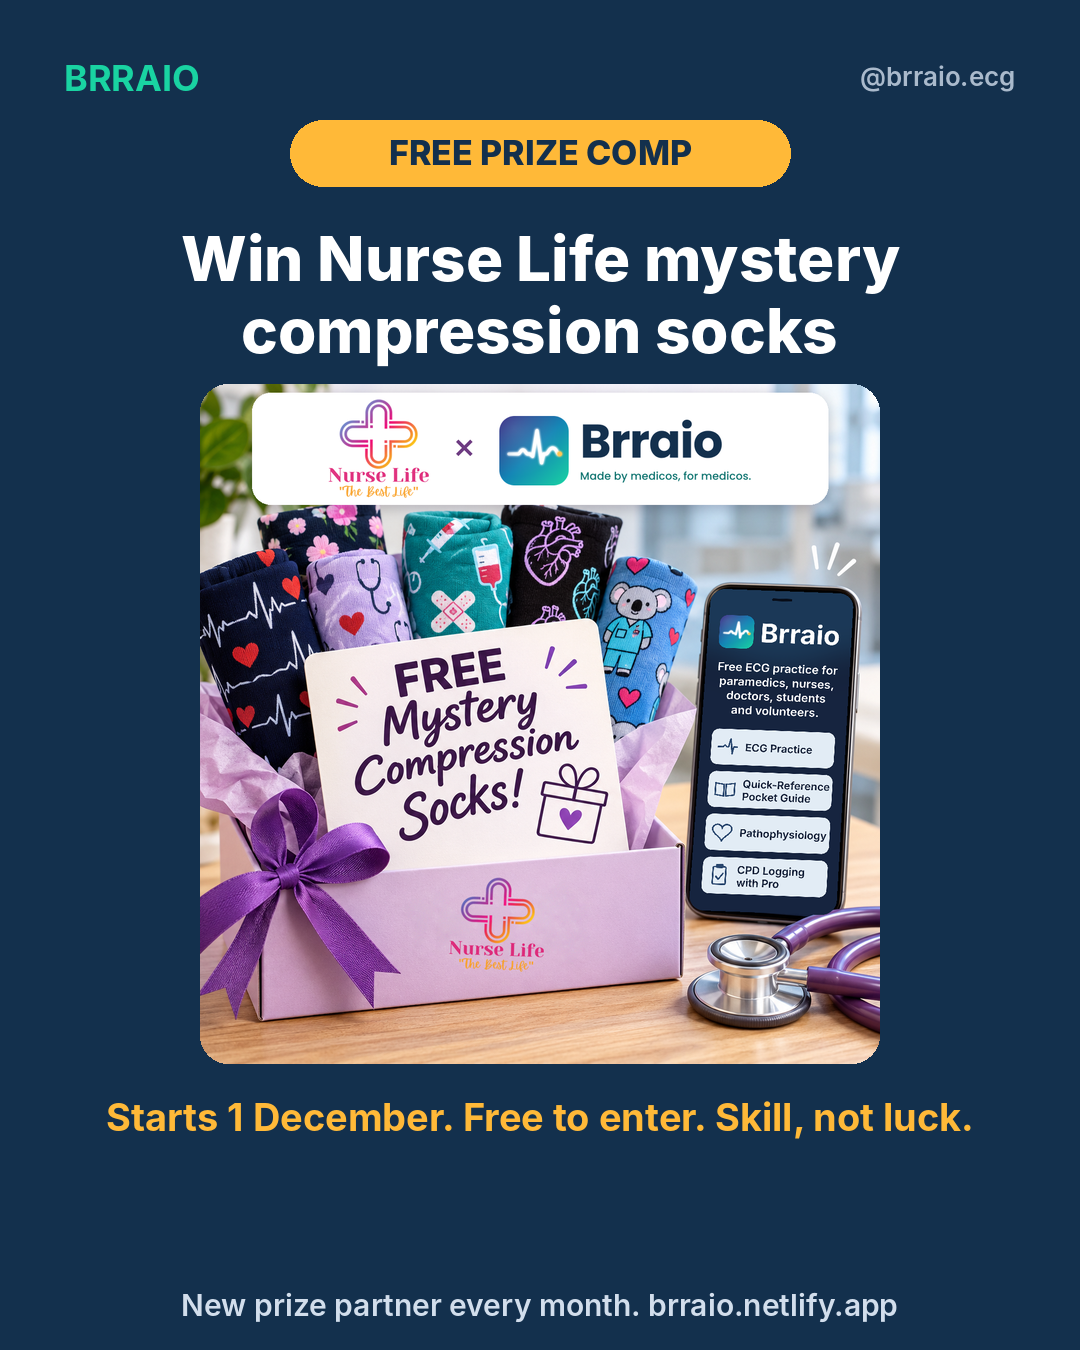 BRRAIO
@brraio.ecg
FREE PRIZE COMP
Win Nurse Life mystery
compression socks
Nurse Life
"The Best Life"
×
Brraio
Made by medicos, for medicos.
FREE
Mystery
Compression
Socks!
Nurse Life
"The Best Life"
Brraio
Free ECG practice for
paramedics, nurses,
doctors, students
and volunteers.
ECG Practice
Quick-Reference
Pocket Guide
Pathophysiology
CPD Logging
with Pro
Starts 1 December. Free to enter. Skill, not luck.
New prize partner every month. brraio.netlify.app